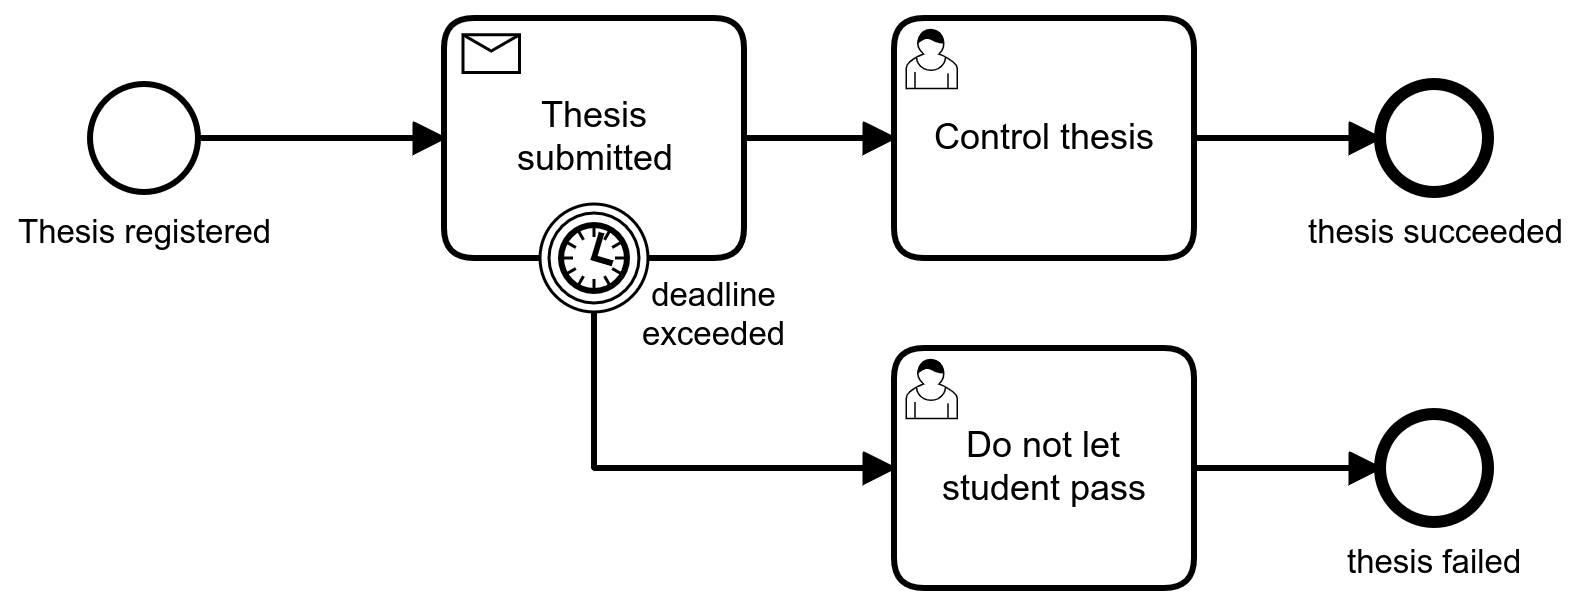 Thesis registered
Thesis
submitted
deadline
exceeded
Control thesis
thesis succeeded
Do not let
student pass
thesis failed